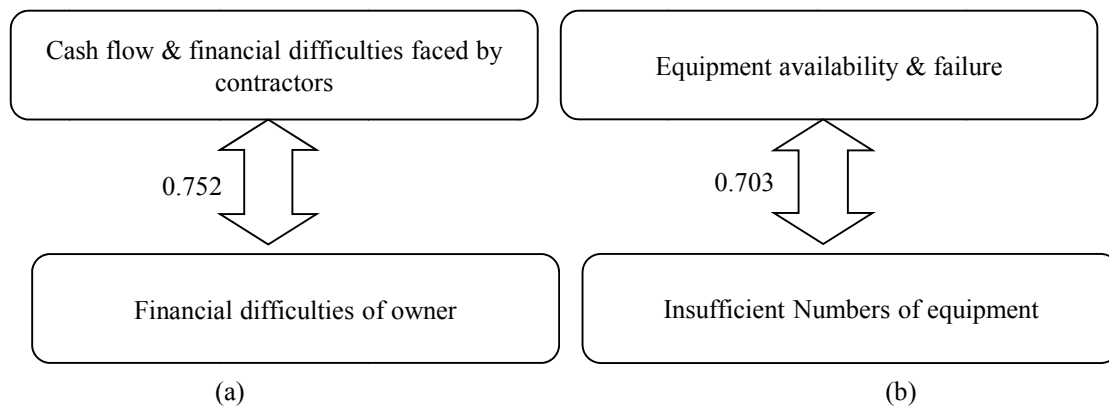 Cash flow & financial difficulties faced by
contractors
Equipment availability & failure
0.752
0.703
Financial difficulties of owner
Insufficient Numbers of equipment
(a)
(b)